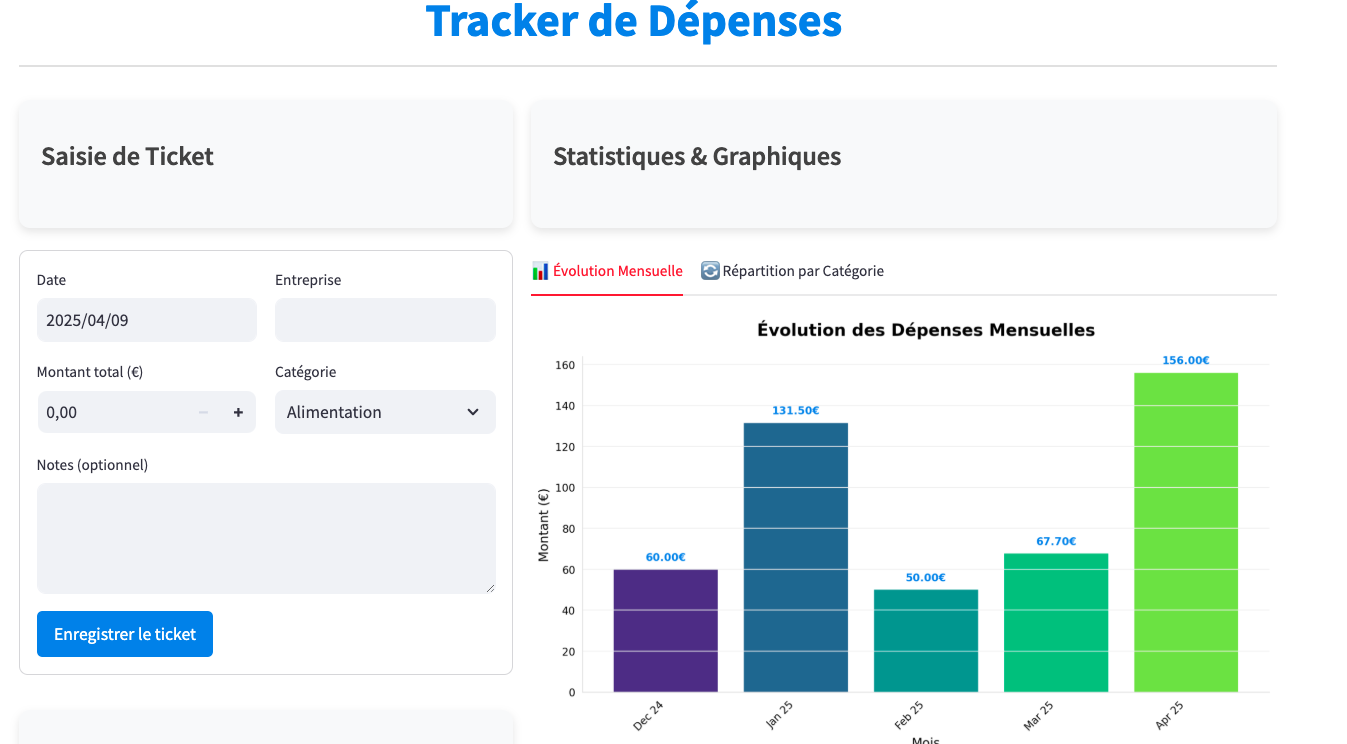 Tracker de Dépenses
Saisie de Ticket
Statistiques & Graphiques
Date
Entreprise
2025/04/09
Montant total (€)
Catégorie
0,00
Alimentation
Notes (optionnel)
Enregistrer le ticket
Évolution Mensuelle
Répartition par Catégorie
Évolution des Dépenses Mensuelles
Montant (€)
160
140
120
100
80
60
40
20
0
60.00€
131.50€
50.00€
67.70€
156.00€
Dec 24
Jan 25
Feb 25
Mar 25
Apr 25
Mois